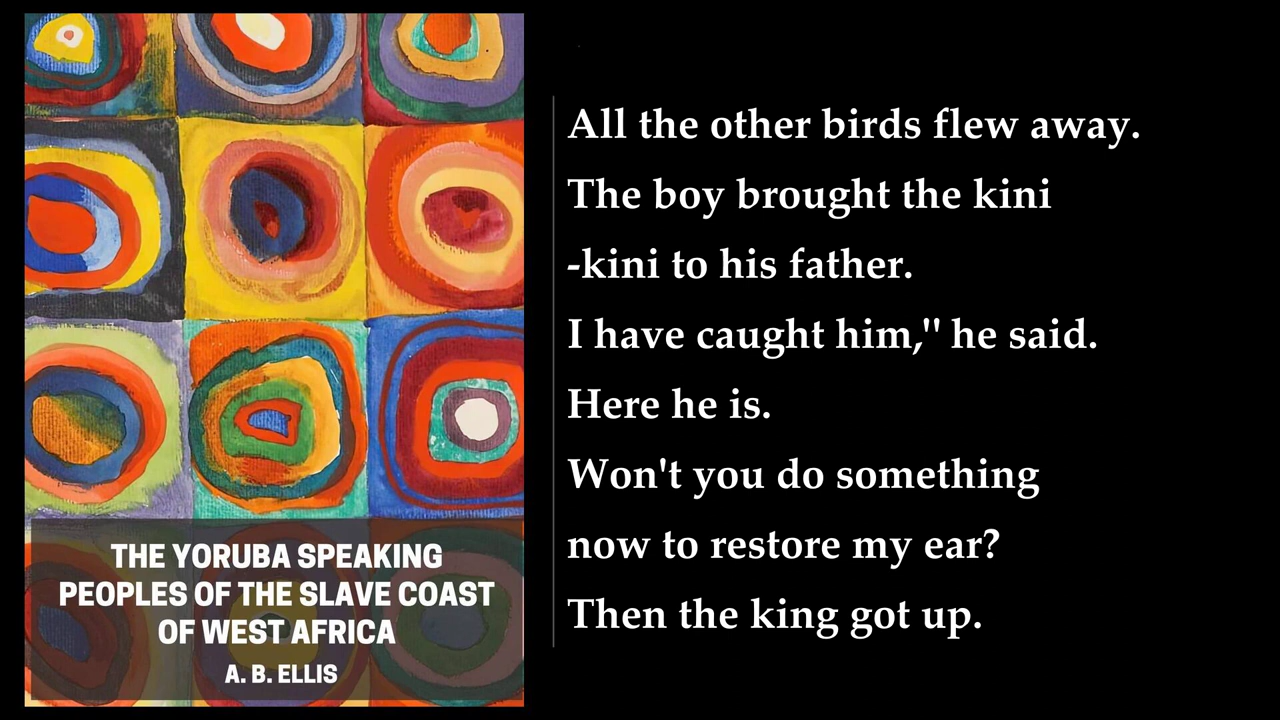 THE YORUBA SPEAKING
PEOPLES OF THE SLAVE COAST
OF WEST AFRICA
A. B. ELLIS
All the other birds flew away.
The boy brought the kini
-kini to his father.
I have caught him," he said.
Here he is.
Won't you do something
now to restore my ear?
Then the king got up.